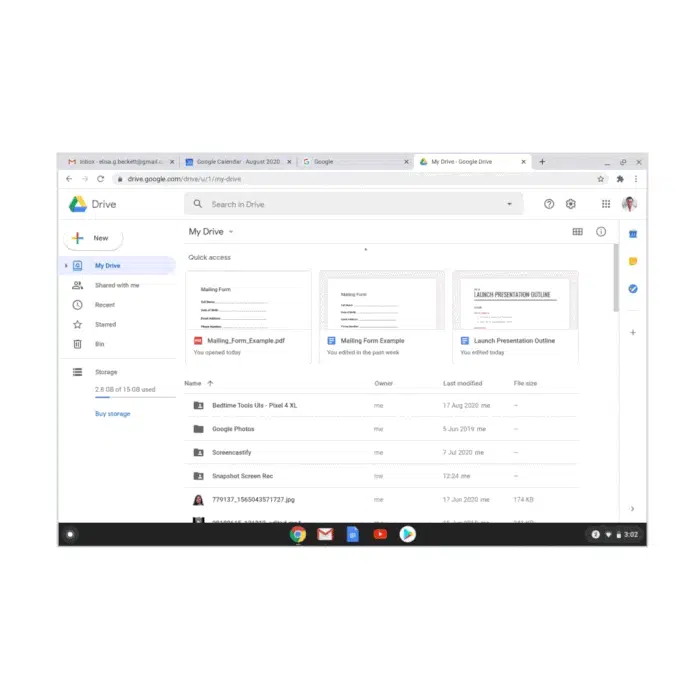 Inbox - elisa.g.beckett@gmail.c
Google Calendar - August 2020
Google
My Drive - Google Drive
drive.google.com/drive/u/1/my-drive
Drive
Search in Drive
New
My Drive
Quick access
My Drive
Shared with me
Recent
Starred
Bin
Storage
2.8 GB of 15 GB used
Buy storage
Mailing Form
Mailing Form
LAUNCH PRESENTATION OUTLINE
Mailing_Form_Example.pdf
You opened today
Mailing Form Example
You edited in the past week
Launch Presentation Outline
You edited today
Name Owner Last modified File size
Bedtime Tools UIs - Pixel 4 XL me 17 Aug 2020 me –
Google Photos me 5 Jun 2019 me –
Screencastify me 7 Jul 2020 me –
Snapshot Screen Rec me 12:24 me –
779137_1565043571727.jpg me 17 Jun 2020 me 174 KB
3:02